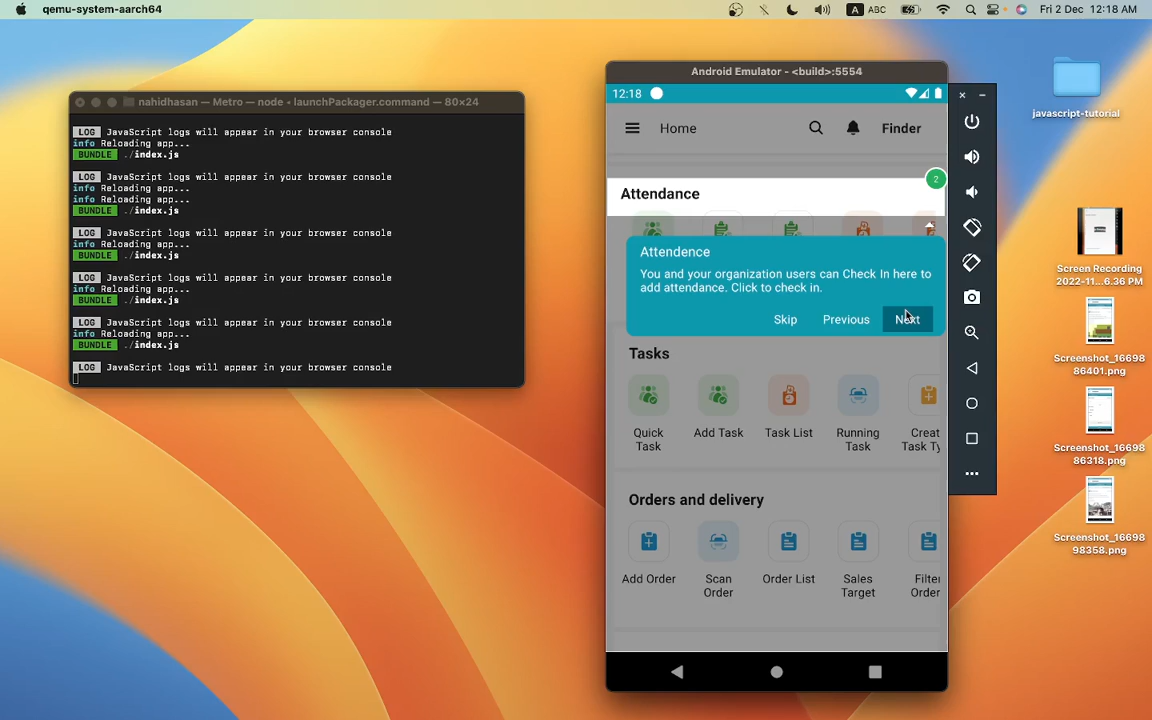 qemu-system-aarch64
A ABC
Fri 2 Dec 12:18 AM
nahidhasan — Metro — node ◂ launchPackager.command — 80×24
LOG JavaScript logs will appear in your browser console
info Reloading app...
BUNDLE ./index.js
LOG JavaScript logs will appear in your browser console
info Reloading app...
info Reloading app...
BUNDLE ./index.js
LOG JavaScript logs will appear in your browser console
info Reloading app...
BUNDLE ./index.js
LOG JavaScript logs will appear in your browser console
info Reloading app...
BUNDLE ./index.js
LOG JavaScript logs will appear in your browser console
info Reloading app...
BUNDLE ./index.js
LOG JavaScript logs will appear in your browser console
Android Emulator - <build>:5554
12:18
Home
Finder
2
Attendance
Attendence
You and your organization users can Check In here to
add attendance. Click to check in.
Skip
Previous
Next
Tasks
Quick
Task
Add Task
Task List
Running
Task
Creat
Task Ty
Orders and delivery
Add Order
Scan
Order
Order List
Sales
Target
Filter
Order
javascript-tutorial
Screen Recording
2022-11...6.36 PM
Screenshot_16698
86401.png
Screenshot_16698
86318.png
Screenshot_16698
98358.png